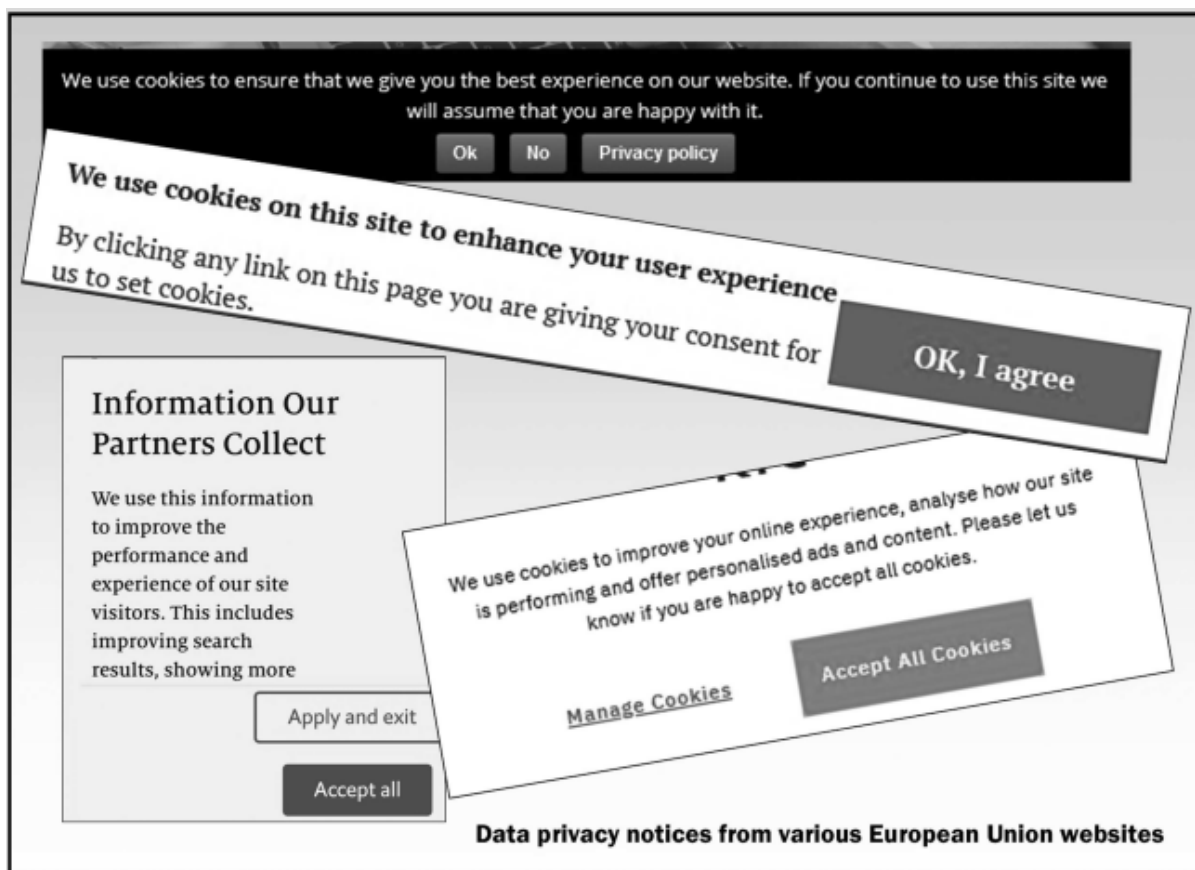 We use cookies to ensure that we give you the best experience on our website. If you continue to use this site we
will assume that you are happy with it.
Ok No Privacy policy
We use cookies on this site to enhance your user experience
By clicking any link on this page you are giving your consent for
us to set cookies.
OK, I agree
Information Our
Partners Collect
We use this information
to improve the
performance and
experience of our site
visitors. This includes
improving search
results, showing more
Apply and exit
Accept all
We use cookies to improve your online experience, analyse how our site
is performing and offer personalised ads and content. Please let us
know if you are happy to accept all cookies.
Manage Cookies
Accept All Cookies
Data privacy notices from various European Union websites